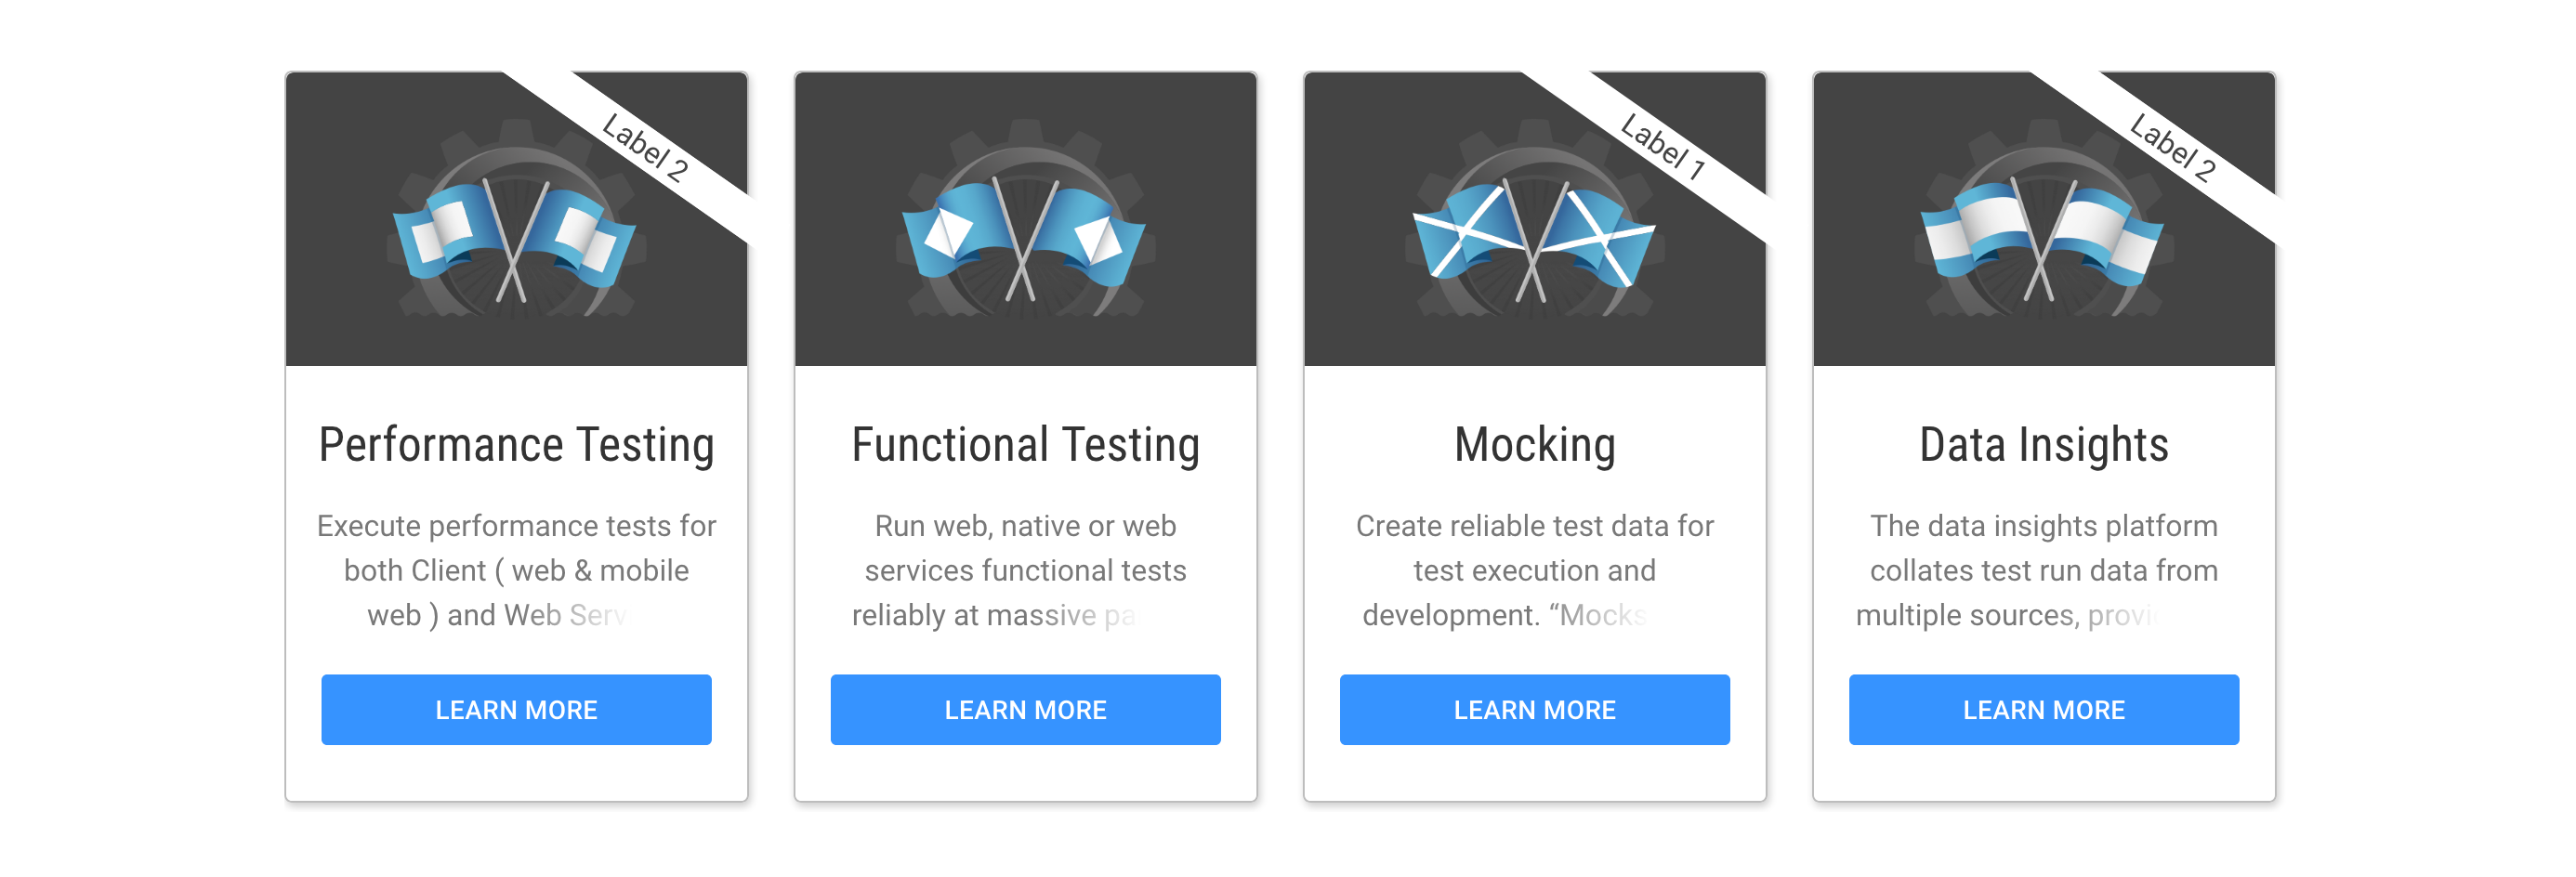 Label 2
Performance Testing
Execute performance tests for
both Client ( web & mobile
web ) and Web Serv
LEARN MORE
Functional Testing
Run web, native or web
services functional tests
reliably at massive pa
LEARN MORE
Label 1
Mocking
Create reliable test data for
test execution and
development. “Mocks
LEARN MORE
Label 2
Data Insights
The data insights platform
collates test run data from
multiple sources, provi
LEARN MORE